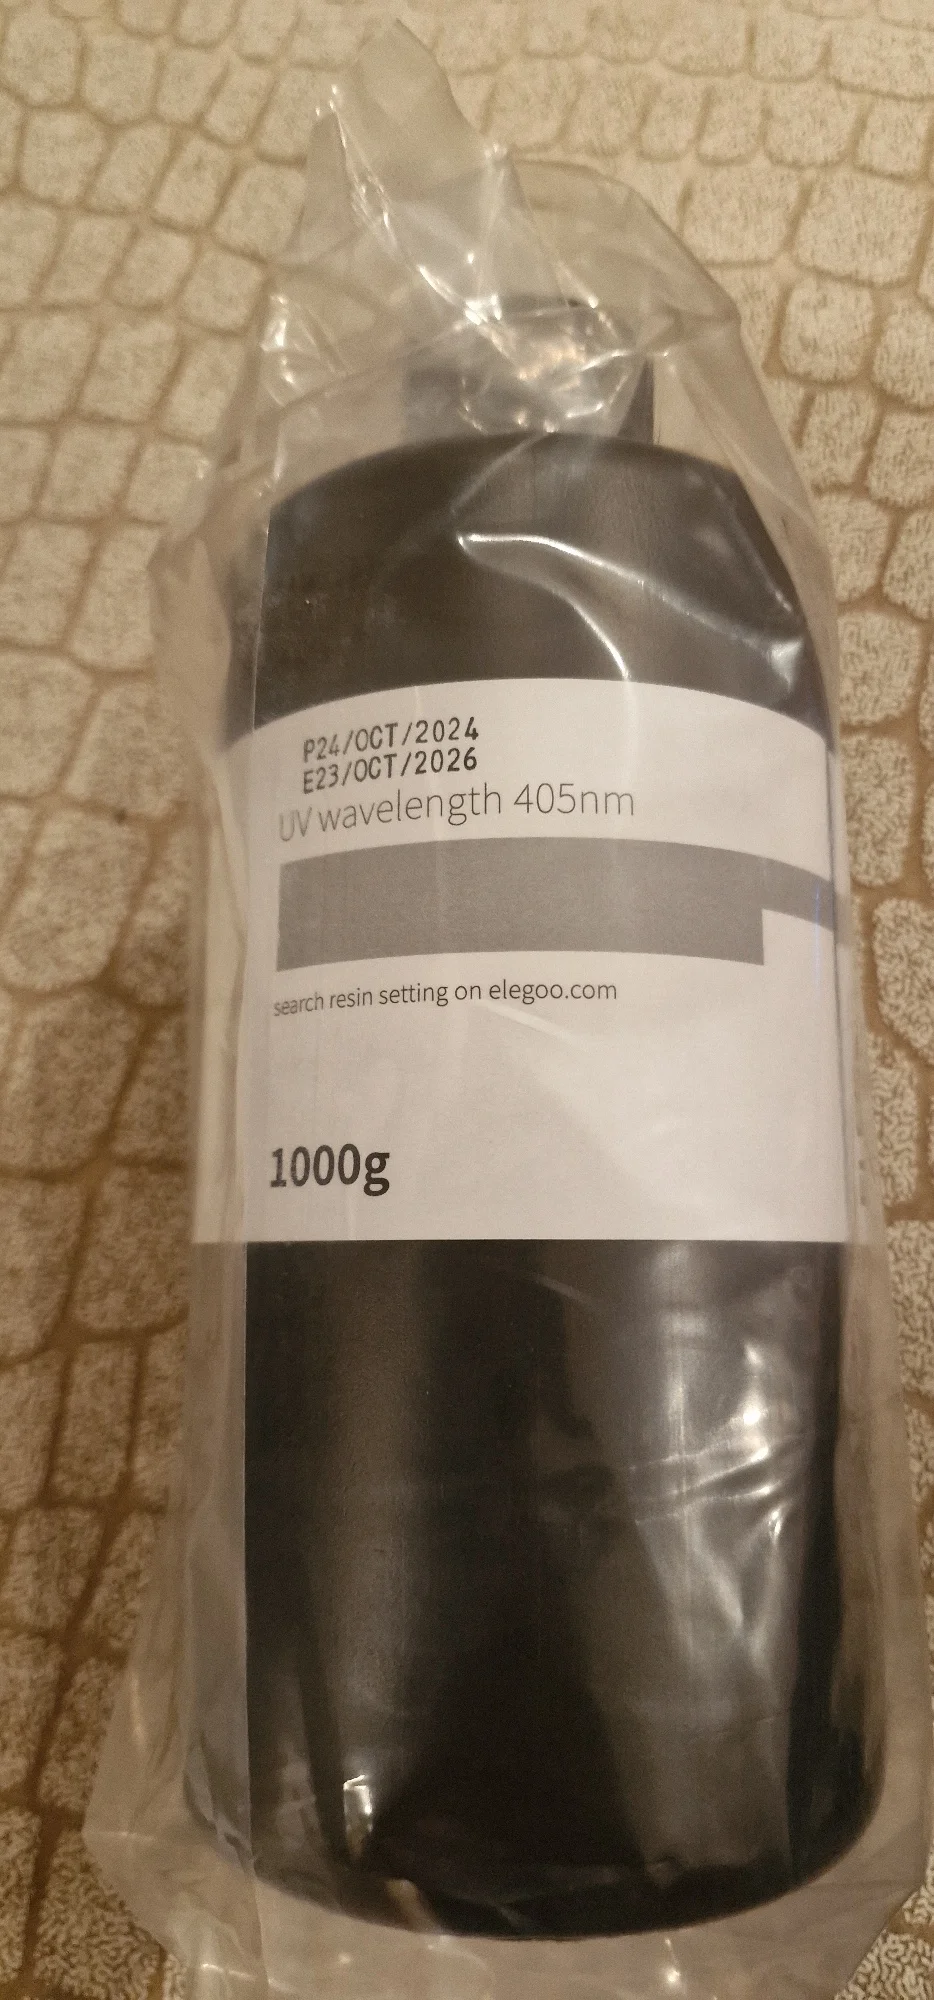 P24/OCT/2024
E23/OCT/2026
UV wavelength 405nm
search resin setting on elegoo.com
1000g